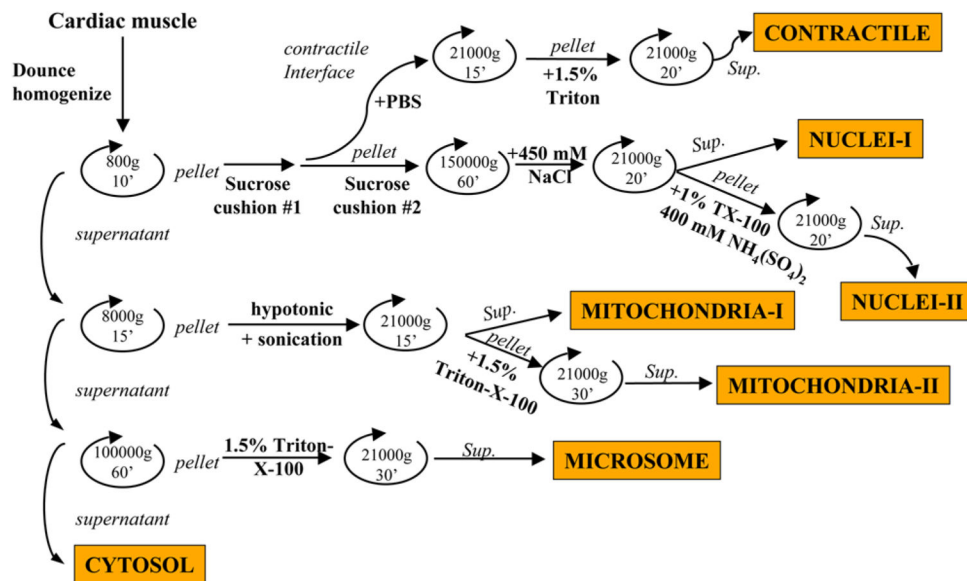 Cardiac muscle
Dounce
homogenize
800g
10’
pellet
Sucrose
cushion #1
contractile
Interface
+PBS
21000g
15’
pellet
+1.5%
Triton
21000g
20’
Sup.
CONTRACTILE
pellet
Sucrose
cushion #2
150000g
60’
+450 mM
NaCl
21000g
20’
Sup.
NUCLEI-I
pellet
+1% TX-100
400 mM NH₄(SO₄)₂
21000g
20’
Sup.
NUCLEI-II
supernatant
8000g
15’
pellet
hypotonic
+ sonication
21000g
15’
Sup.
MITOCHONDRIA-I
pellet
+1.5%
Triton-X-100
21000g
30’
Sup.
MITOCHONDRIA-II
supernatant
100000g
60’
pellet
1.5% Triton-
X-100
21000g
30’
Sup.
MICROSOME
supernatant
CYTOSOL